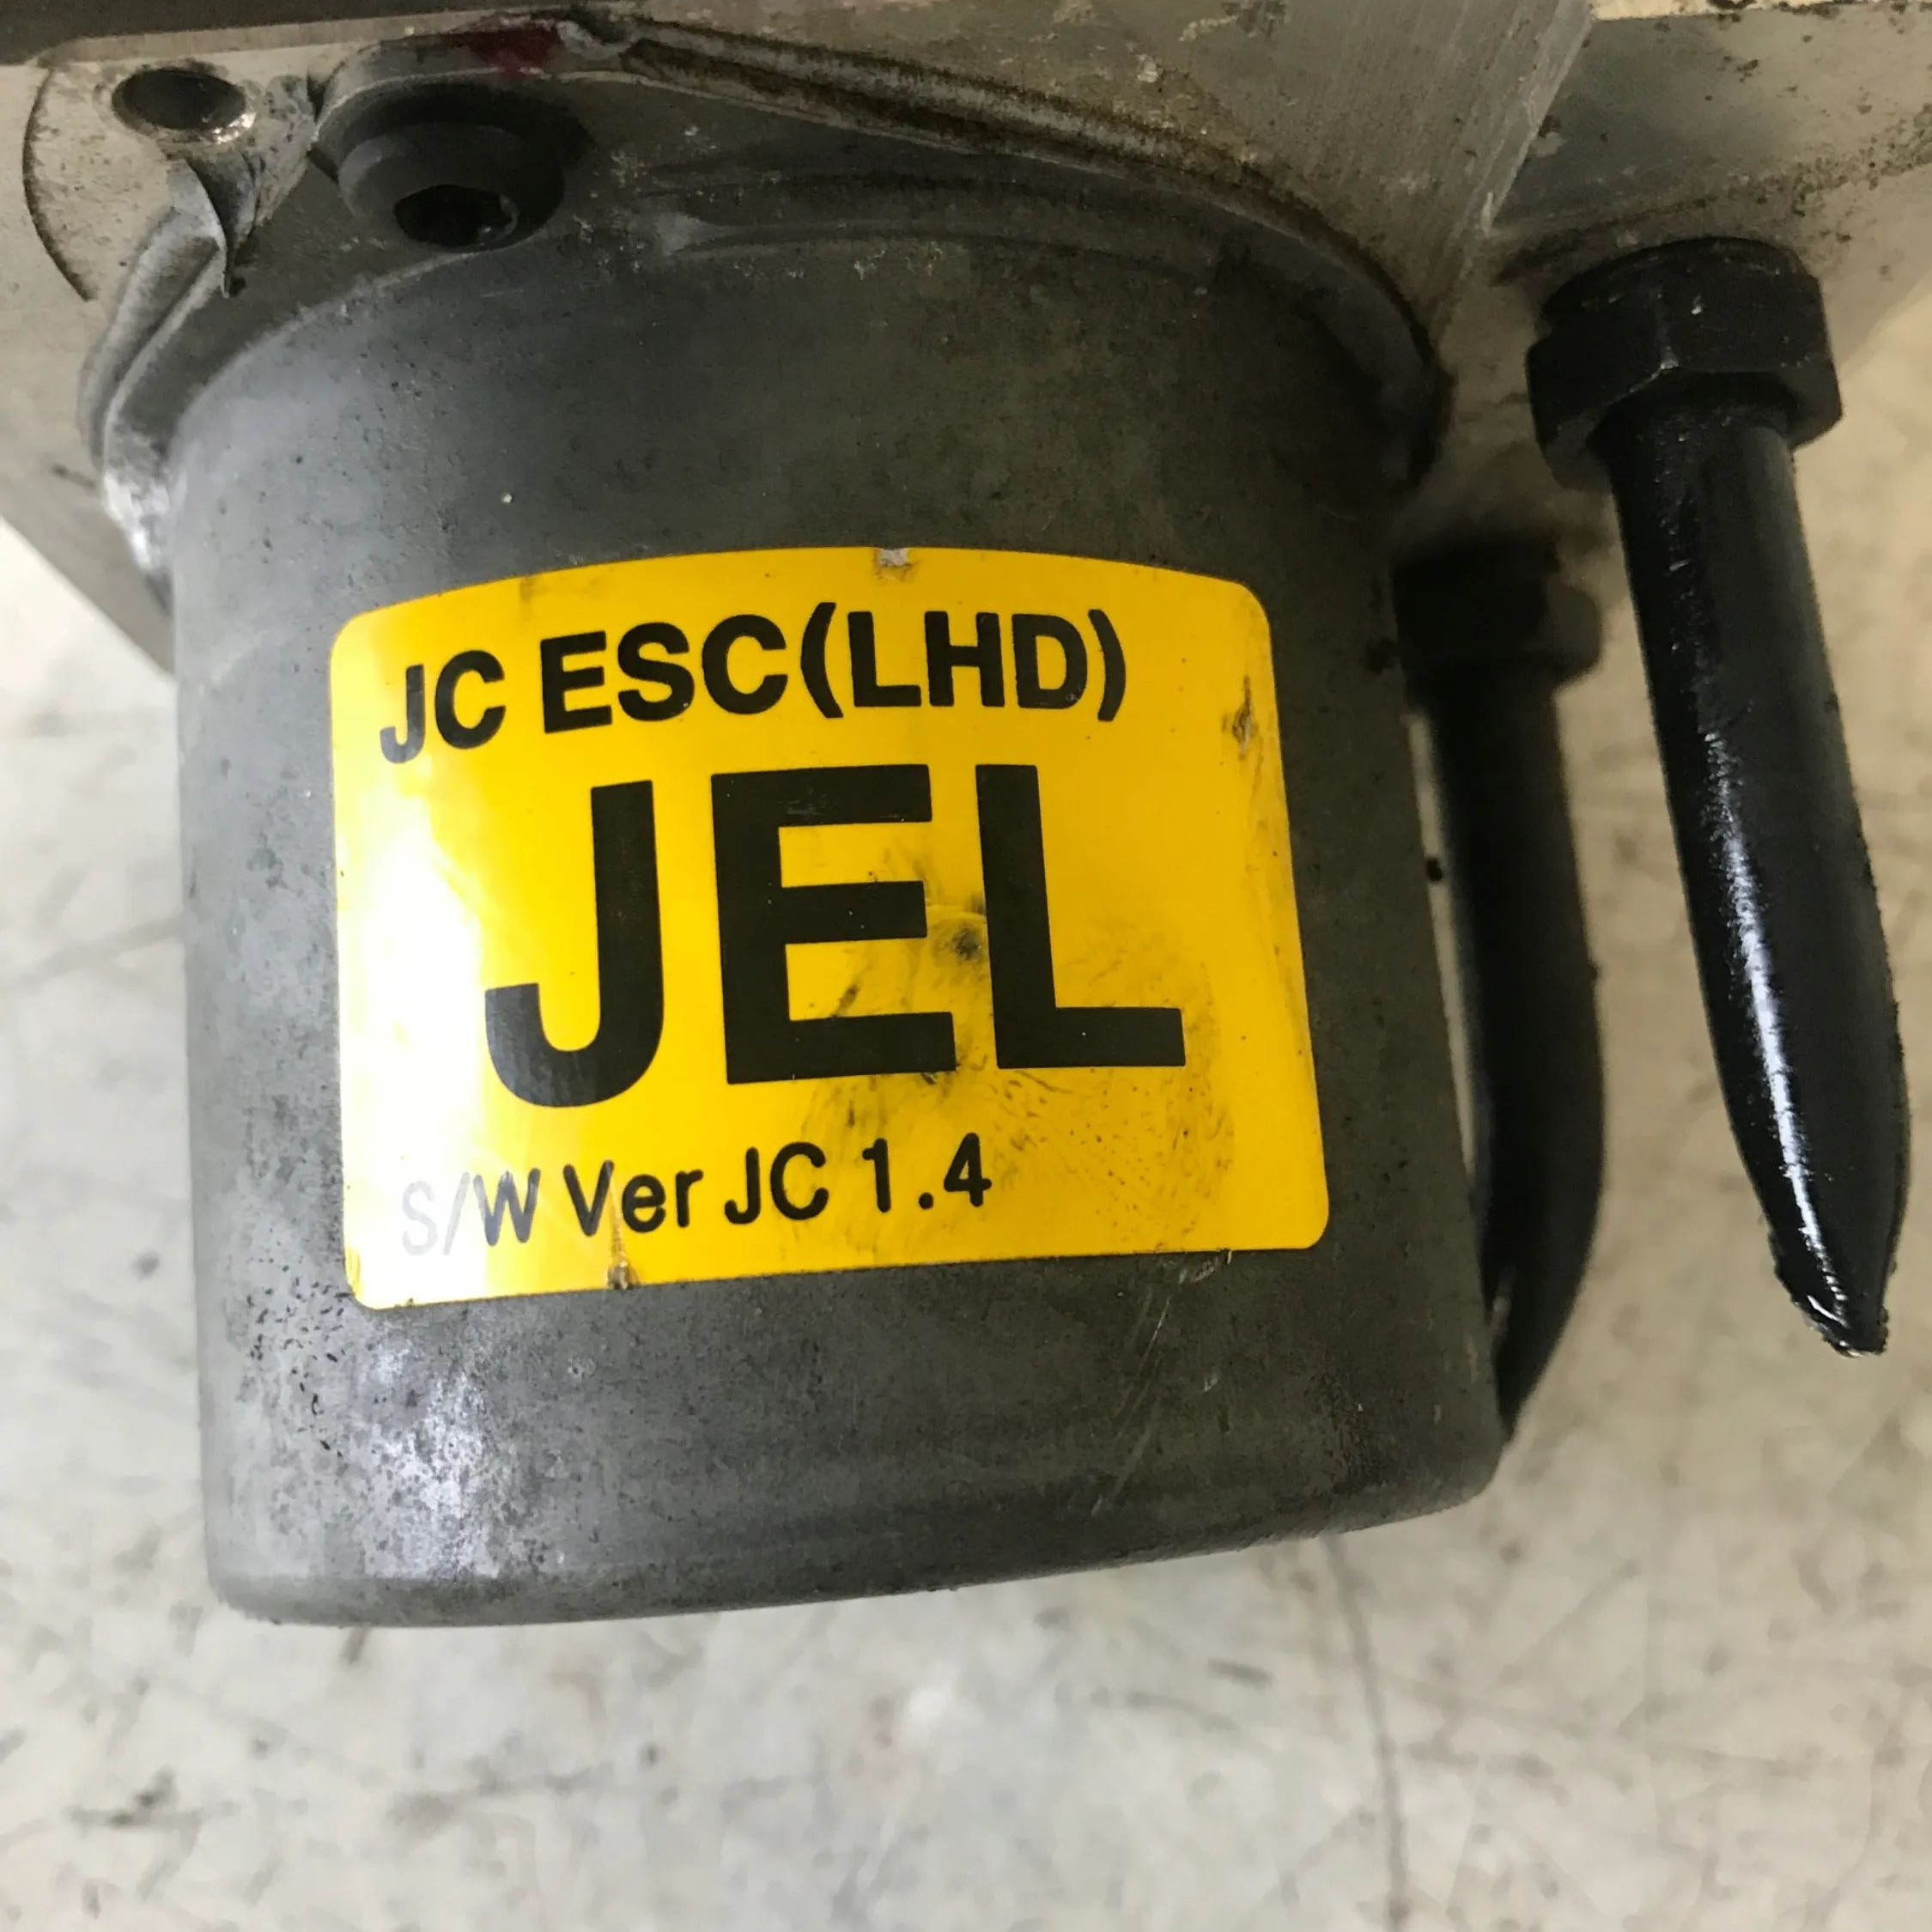 JC ESC(LHD)
JEL
S/W Ver JC 1.4